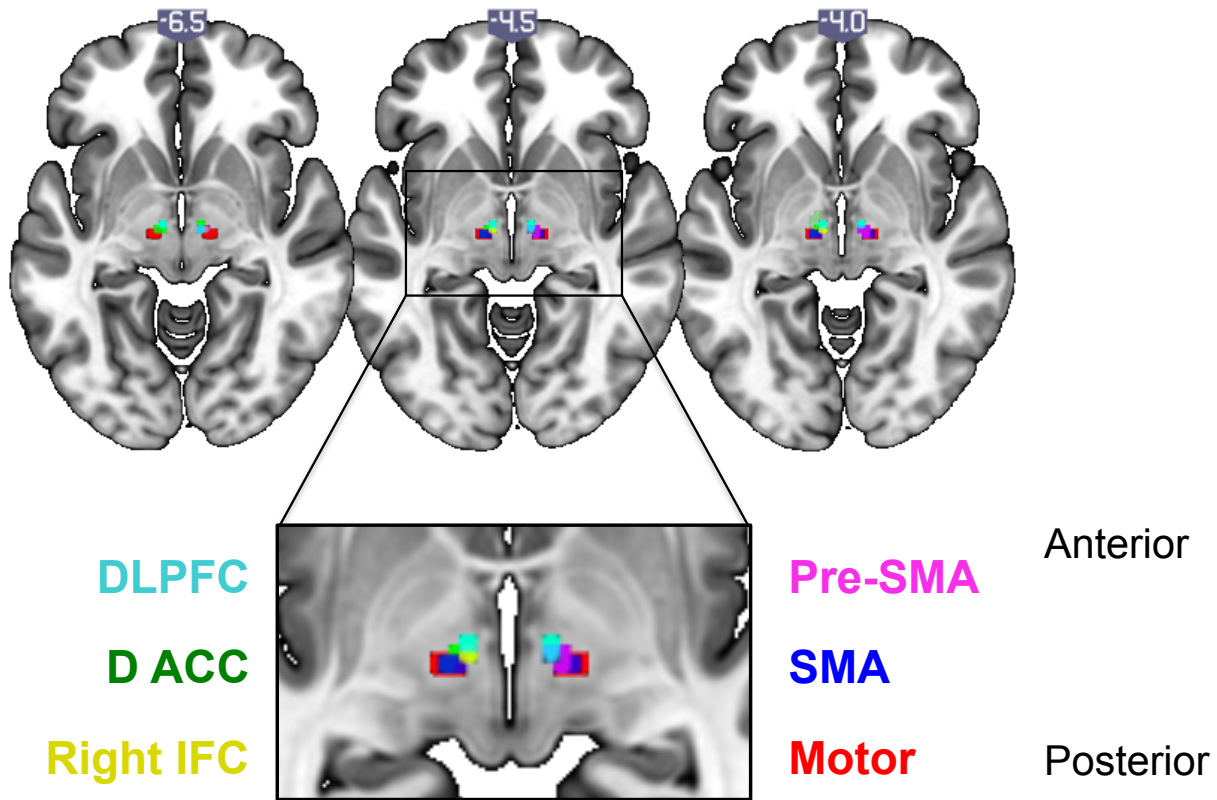 -6.5
-4.5
-4.0
DLPFC
D ACC
Right IFC
Pre-SMA
SMA
Motor
Anterior
Posterior